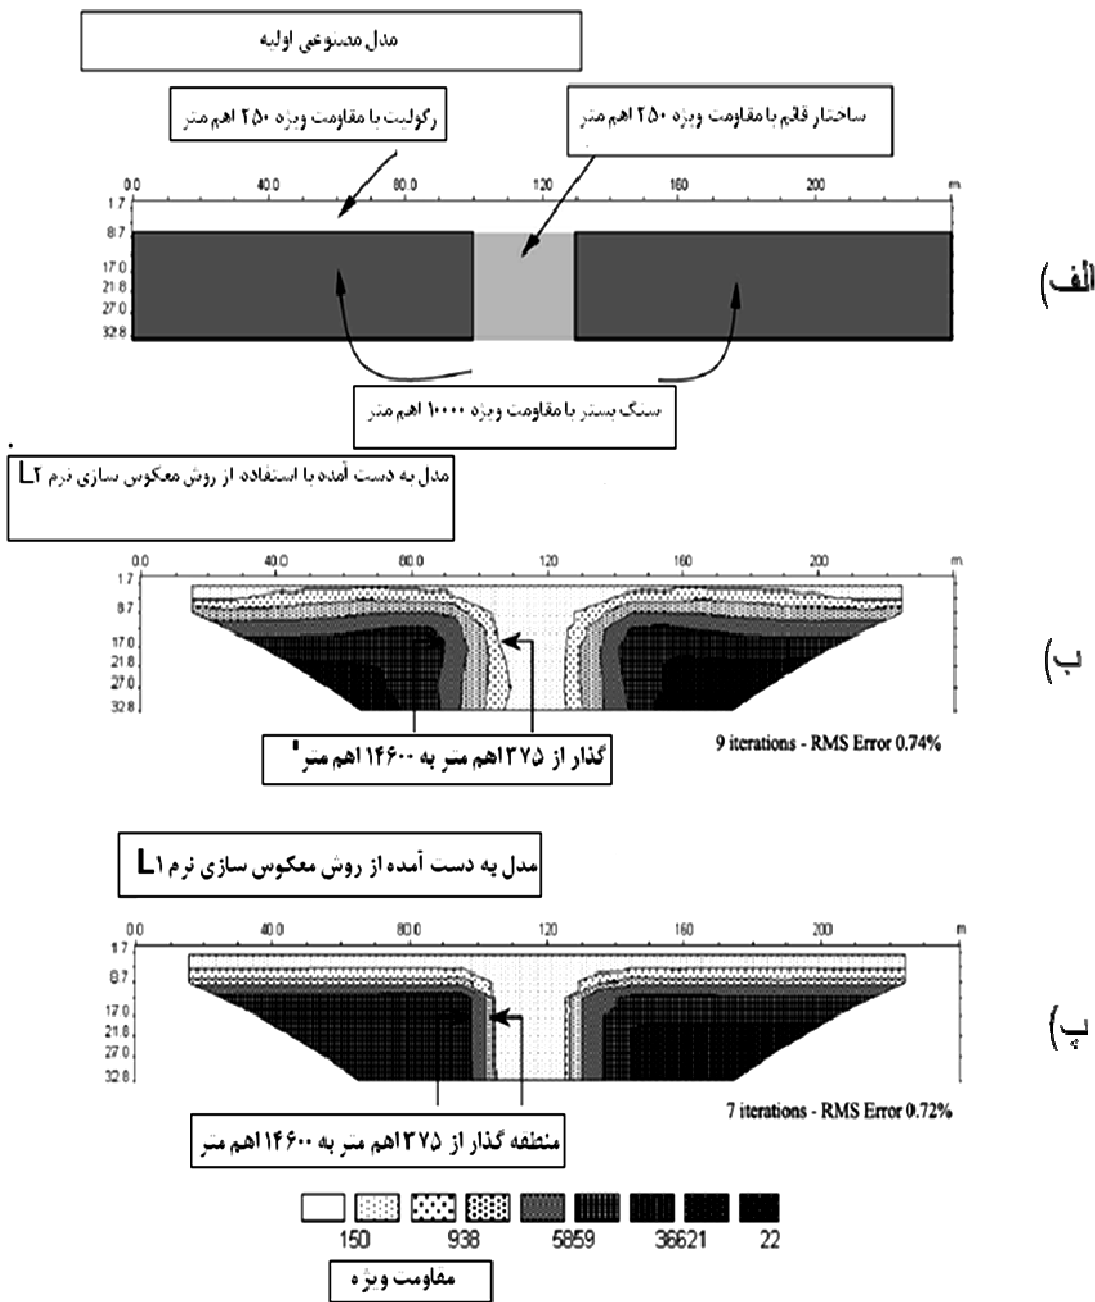 مدل مصنوعی اولیه
رگولیت با مقاومت ویژه ۲۵۰ اهم متر
ساختار قائم با مقاومت ویژه ۲۵۰ اهم متر
0.0 40.0 80.0 120 160 200 m
1.7
8.7
17.0
21.8
27.0
32.8
الف)
سنگ بستر با مقاومت ویژه ۱۰۰۰۰ اهم متر
مدل به دست آمده با استفاده از روش معکوس سازی نرم L۲
0.0 40.0 80.0 120 160 200 m
1.7
8.7
17.0
21.8
27.0
32.8
ب)
9 iterations - RMS Error 0.74%
گذار از ۳۷۵ اهم متر به ۱۴۶۰۰ اهم متر
مدل به دست آمده از روش معکوس سازی نرم L۱
0.0 40.0 80.0 120 160 200 m
1.7
8.7
17.0
21.8
27.0
32.8
پ)
7 iterations - RMS Error 0.72%
منطقه گذار از ۳۷۵ اهم متر به ۱۴۶۰۰ اهم متر
150 938 5859 36621 22
مقاومت ویژه